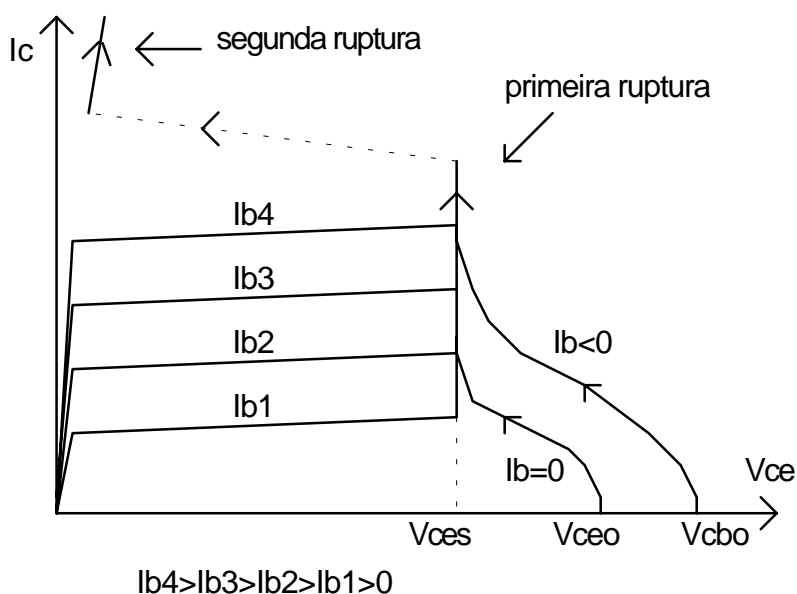 Ic
segunda ruptura
primeira ruptura
Ib4
Ib3
Ib2
Ib1
Ib<0
Ib=0
Vce
Vces
Vceo
Vcbo
Ib4>Ib3>Ib2>Ib1>0